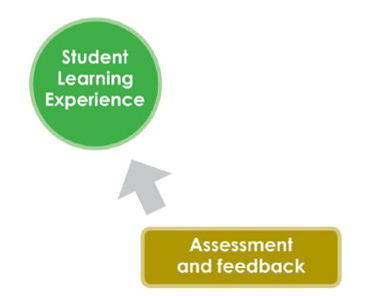 Student
Learning
Experience
Assessment
and feedback